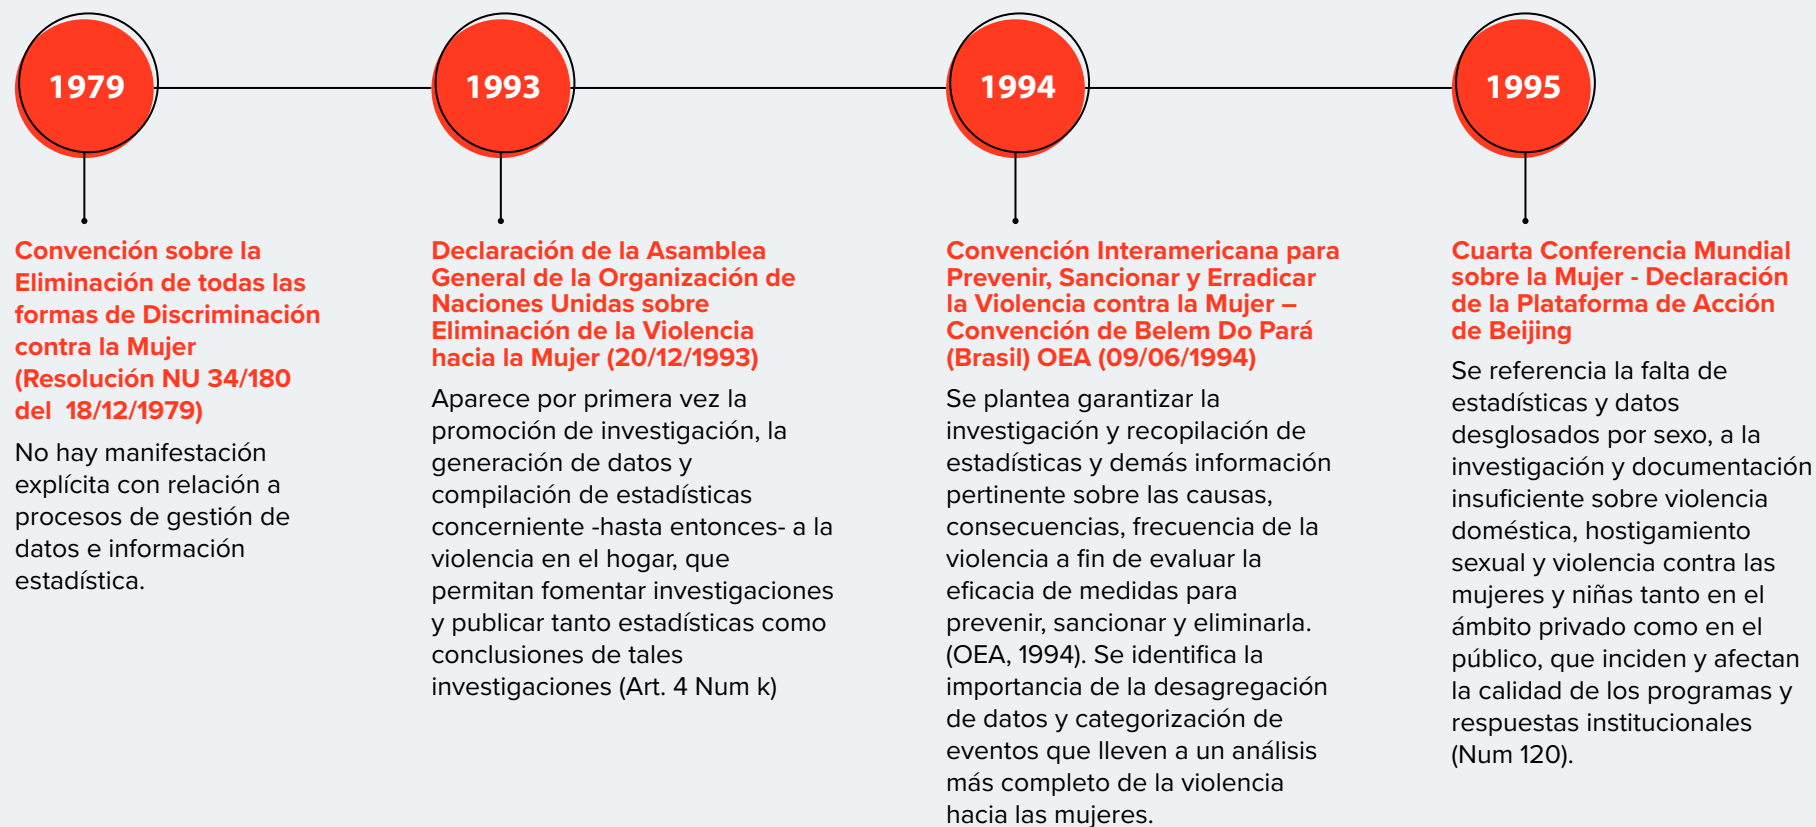 1979
Convención sobre la
Eliminación de todas las
formas de Discriminación
contra la Mujer
(Resolución NU 34/180
del  18/12/1979)
No hay manifestación
explícita con relación a
procesos de gestión de
datos e información
estadística.
1993
Declaración de la Asamblea
General de la Organización de
Naciones Unidas sobre
Eliminación de la Violencia
hacia la Mujer (20/12/1993)
Aparece por primera vez la
promoción de investigación, la
generación de datos y
compilación de estadísticas
concerniente -hasta entonces- a la
violencia en el hogar, que
permitan fomentar investigaciones
y publicar tanto estadísticas como
conclusiones de tales
investigaciones (Art. 4 Num k)
1994
Convención Interamericana para
Prevenir, Sancionar y Erradicar
la Violencia contra la Mujer –
Convención de Belem Do Pará
(Brasil) OEA (09/06/1994)
Se plantea garantizar la
investigación y recopilación de
estadísticas y demás información
pertinente sobre las causas,
consecuencias, frecuencia de la
violencia a fin de evaluar la
eficacia de medidas para
prevenir, sancionar y eliminarla.
(OEA, 1994). Se identifica la
importancia de la desagregación
de datos y categorización de
eventos que lleven a un análisis
más completo de la violencia
hacia las mujeres.
1995
Cuarta Conferencia Mundial
sobre la Mujer - Declaración
de la Plataforma de Acción
de Beijing
Se referencia la falta de
estadísticas y datos
desglosados por sexo, a la
investigación y documentación
insuficiente sobre violencia
doméstica, hostigamiento
sexual y violencia contra las
mujeres y niñas tanto en el
ámbito privado como en el
público, que inciden y afectan
la calidad de los programas y
respuestas institucionales
(Num 120).